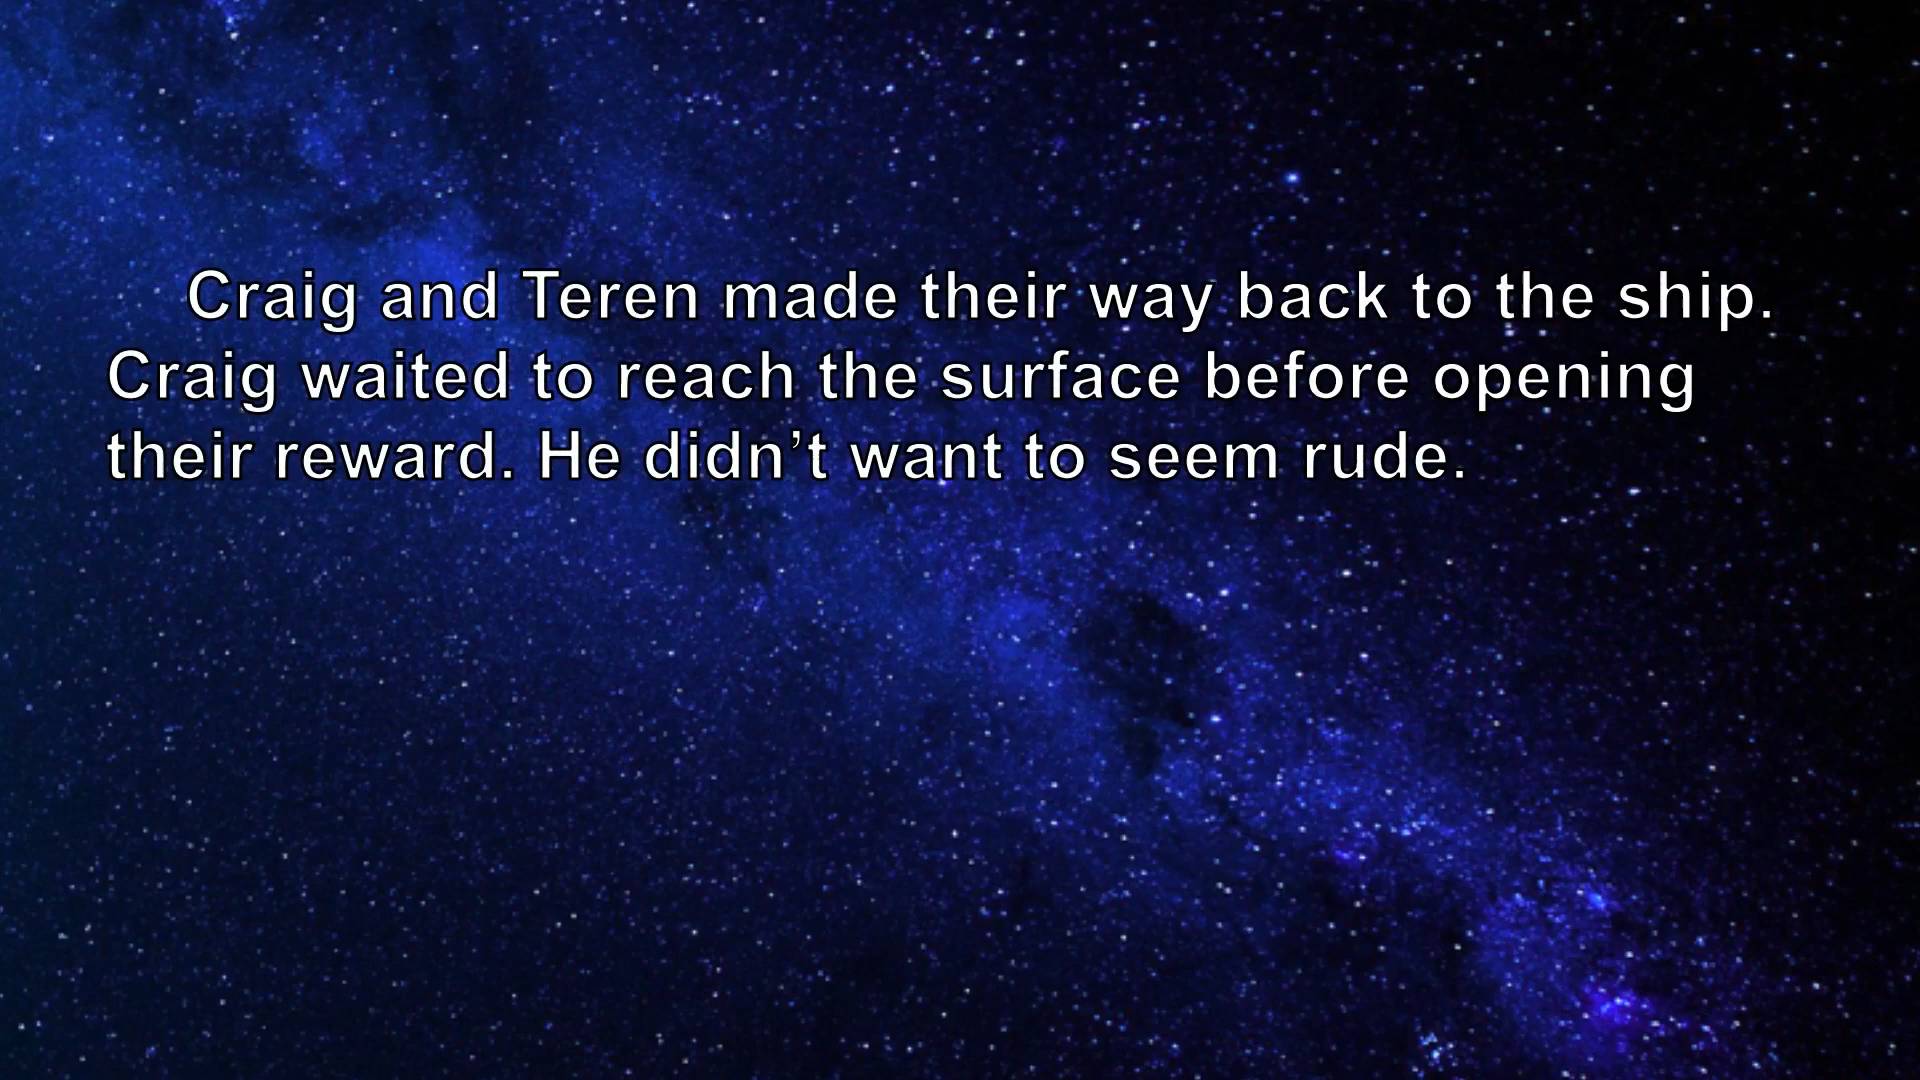 Craig and Teren made their way back to the ship.
Craig waited to reach the surface before opening
their reward. He didn’t want to seem rude.